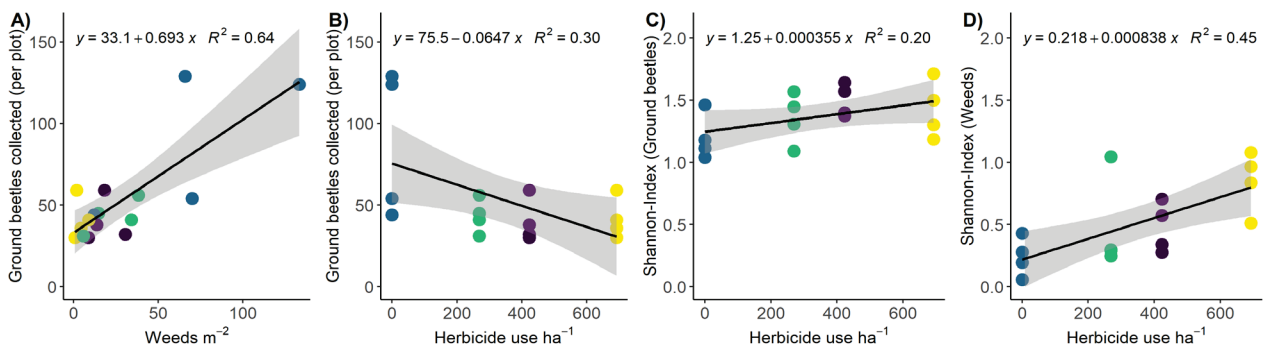 A)
y = 33.1 + 0.693 x R² = 0.64
Ground beetles collected (per plot)
150
100
50
0
0
50
100
Weeds m⁻²
B)
y = 75.5 − 0.0647 x R² = 0.30
Ground beetles collected (per plot)
150
100
50
0
0
200
400
600
Herbicide use ha⁻¹
C)
y = 1.25 + 0.000355 x R² = 0.20
Shannon-Index (Ground beetles)
2.0
1.5
1.0
0.5
0.0
0
200
400
600
Herbicide use ha⁻¹
D)
y = 0.218 + 0.000838 x R² = 0.45
Shannon-Index (Weeds)
2.0
1.5
1.0
0.5
0.0
0
200
400
600
Herbicide use ha⁻¹